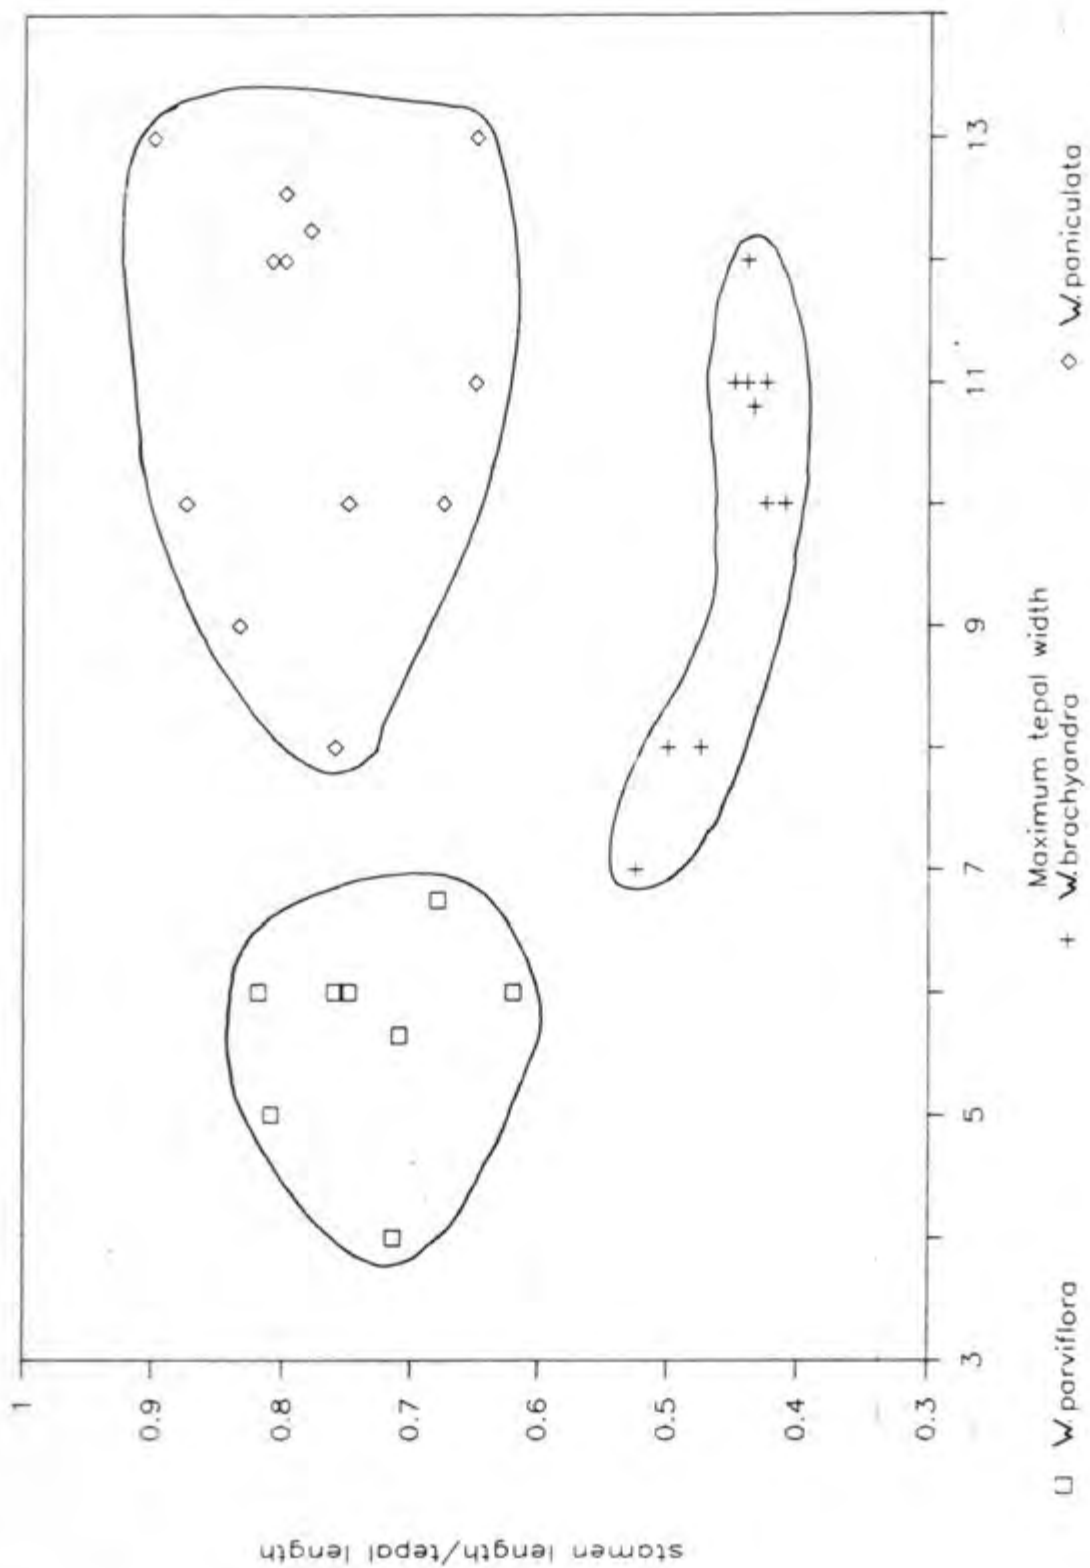 stamen length/tepal length
1
0.9
0.8
0.7
0.6
0.5
0.4
0.3
3
5
7
9
11
13
Maximum tepal width
W.parviflora
W.brachyandra
W.paniculata